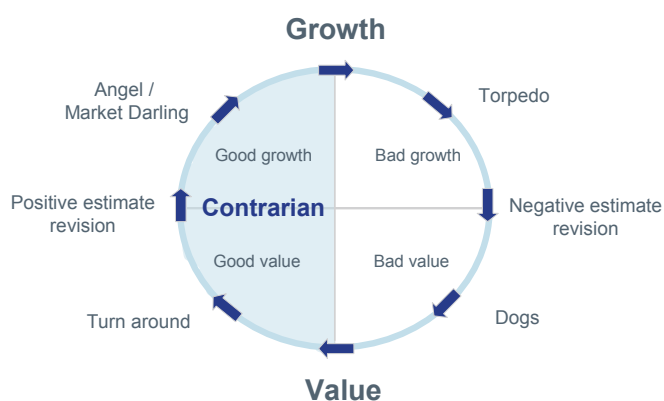 Growth
Angel /
Market Darling
Torpedo
Good growth
Bad growth
Positive estimate
revision
Contrarian
Negative estimate
revision
Good value
Bad value
Turn around
Dogs
Value